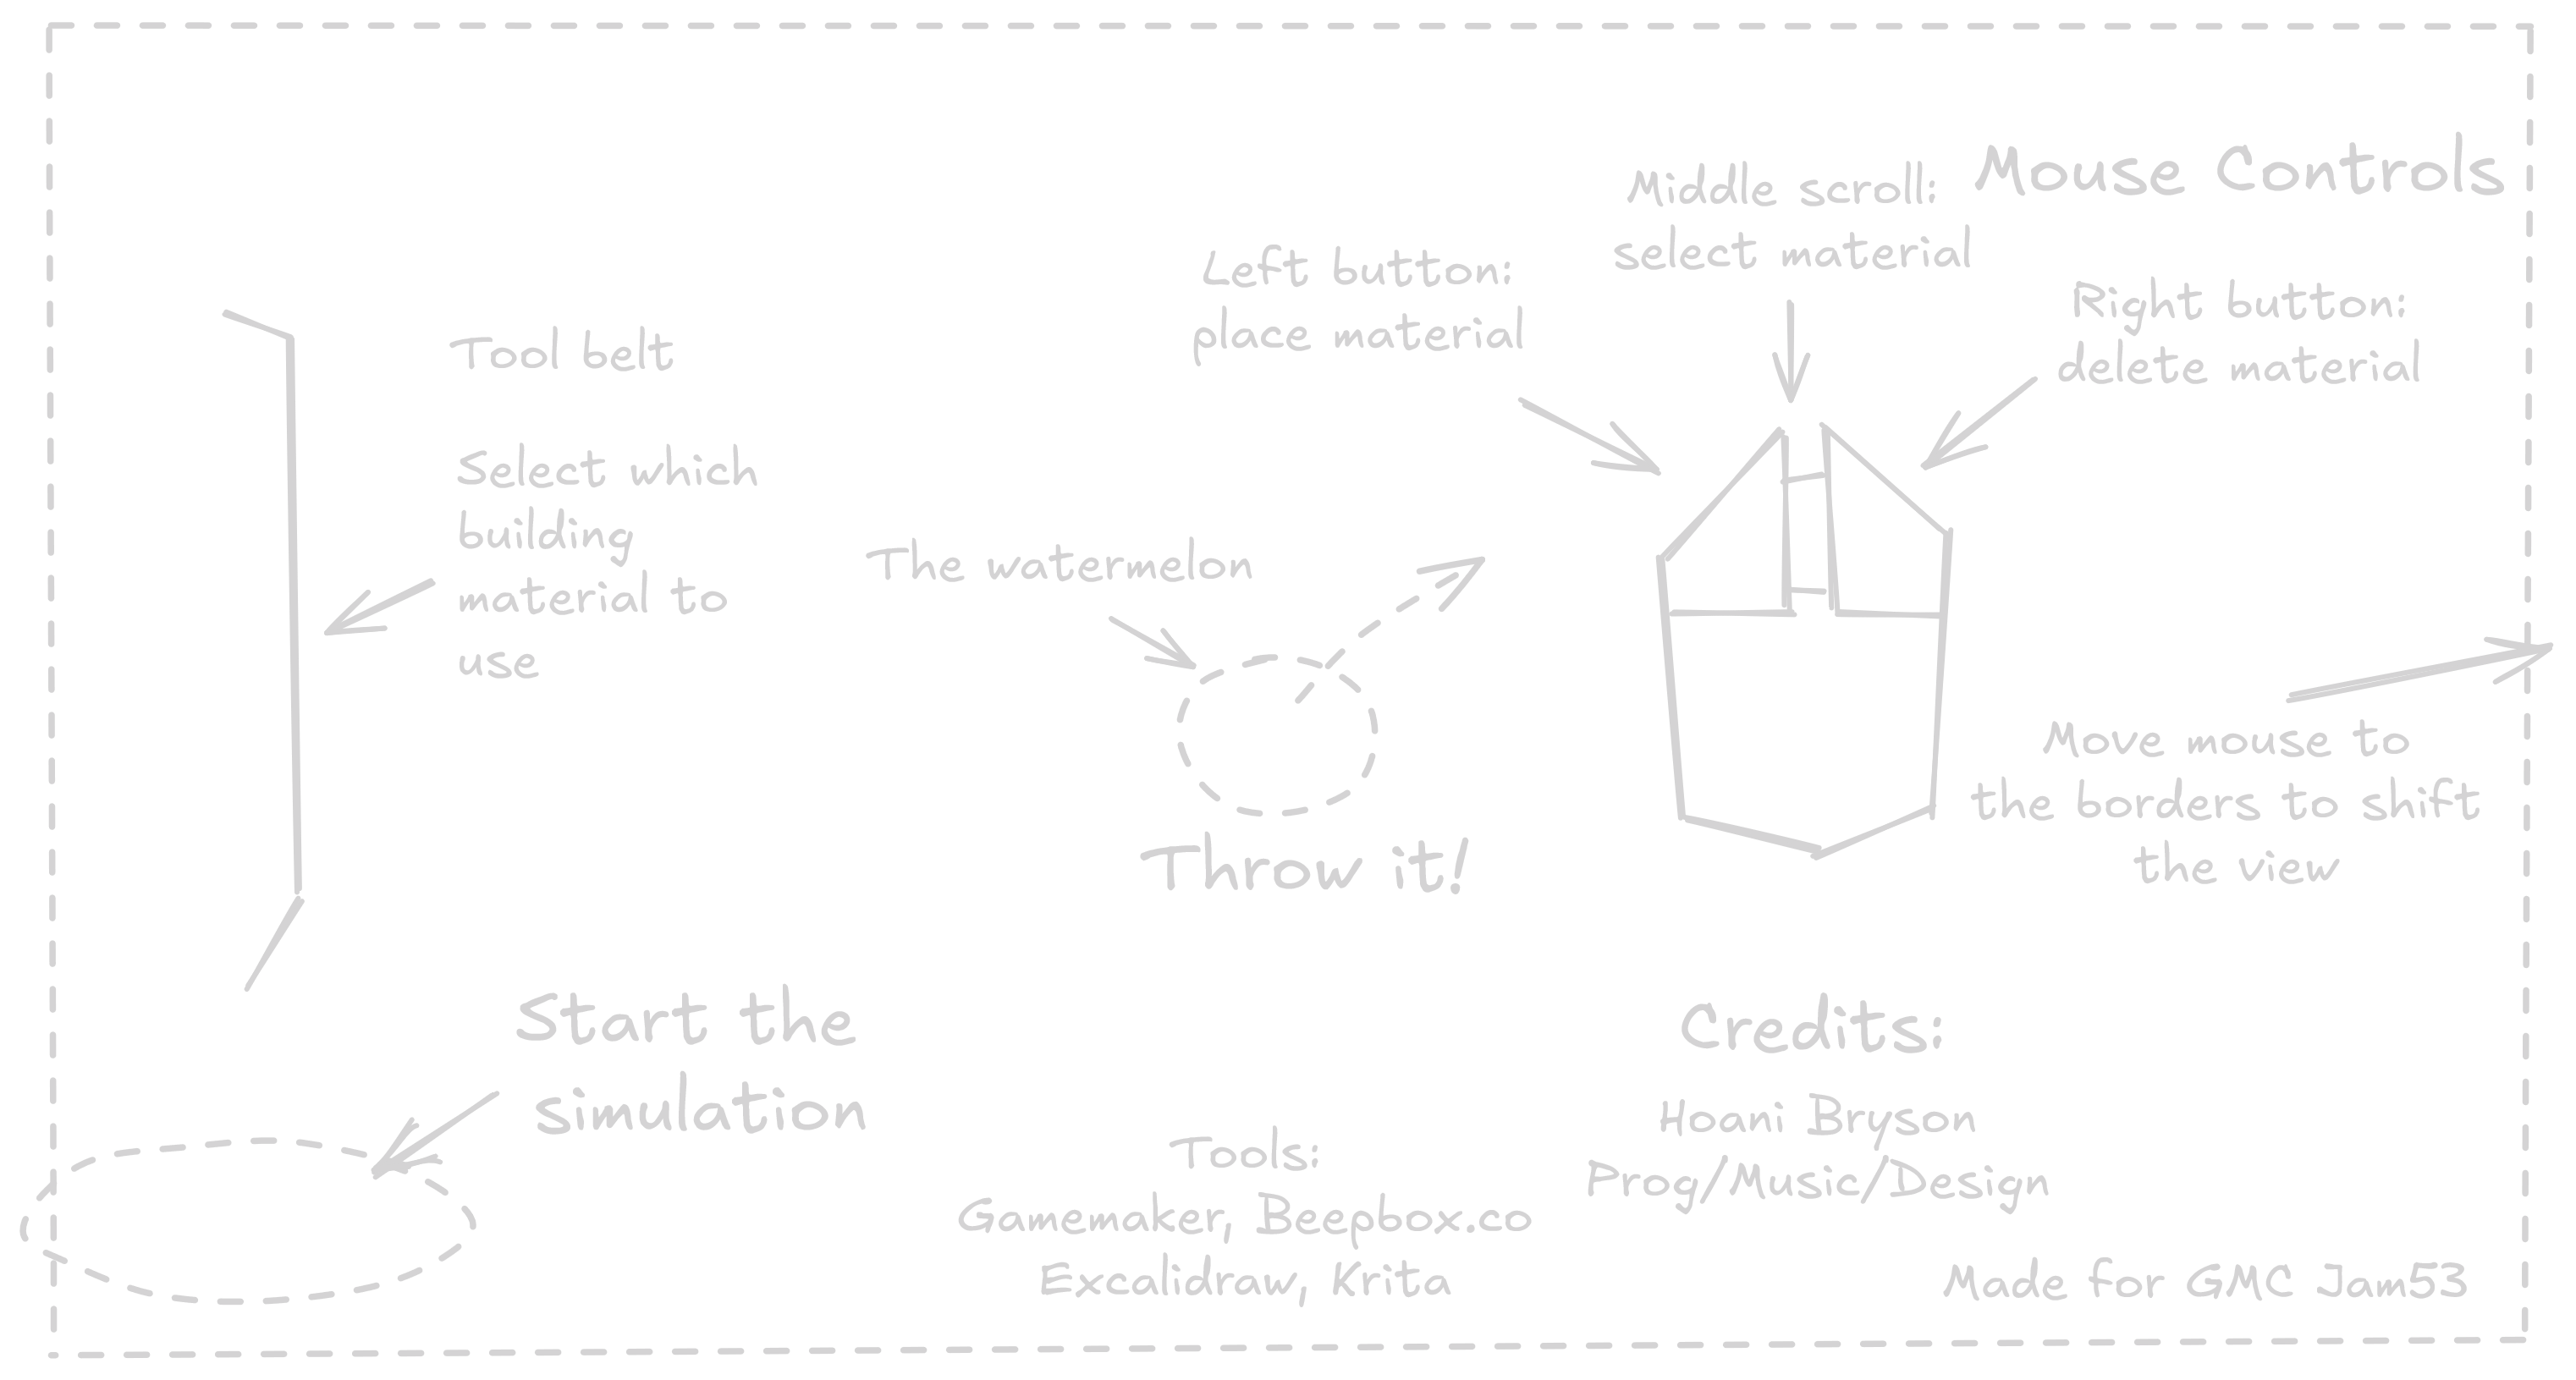 Mouse Controls
Middle scroll:
select material
Left button:
place material
Right button:
delete material
Tool belt
Select which
building
material to
use
The watermelon
Throw it!
Move mouse to
the borders to shift
the view
Start the
simulation
Credits:
Hoani Bryson
Prog/Music/Design
Tools:
Gamemaker, Beepbox.co
Excalidraw, Krita
Made for GMC Jam53